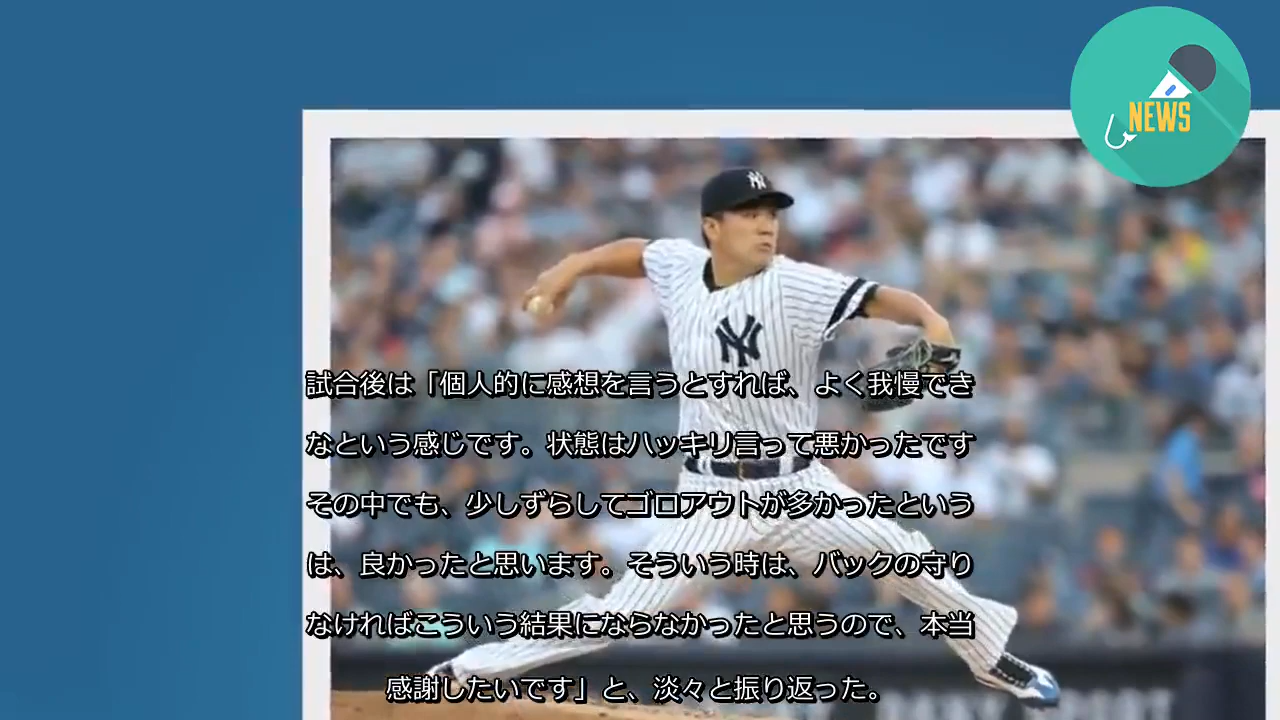 NEWS
NY
NY
試合後は「個人的に感想を言うとすれば、よく我慢でき
なという感じです。状態はハッキリ言って悪かったです
その中でも、少しずらしてゴロアウトが多かったという
は、良かったと思います。そういう時は、バックの守り
なければこういう結果にならなかったと思うので、本当
感謝したいです」と、淡々と振り返った。